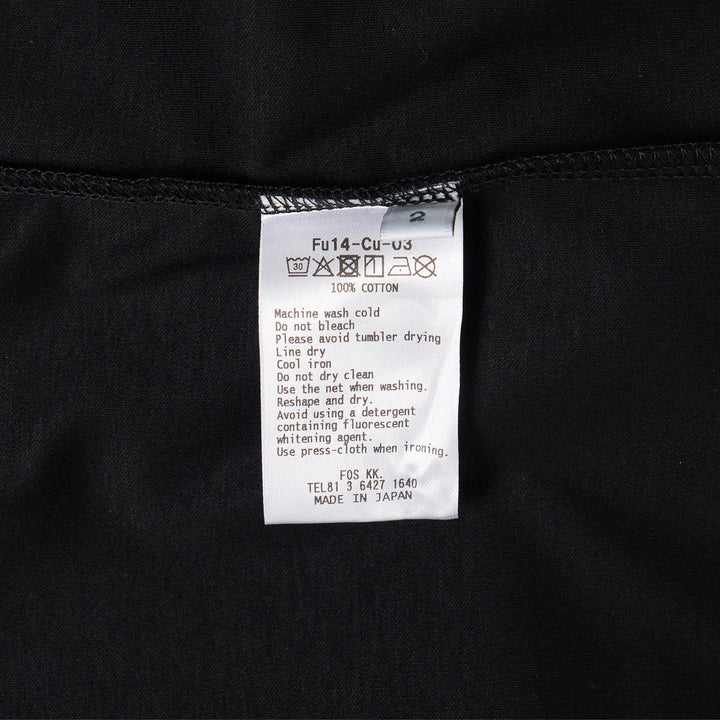 2
Fu14-Cu-03
30
100% COTTON
Machine wash cold
Do not bleach
Please avoid tumbler drying
Line dry
Cool iron
Do not dry clean
Use the net when washing.
Reshape and dry.
Avoid using a detergent
containing fluorescent
whitening agent.
Use press-cloth when ironing.
FOS KK.
TEL81 3 6427 1640
MADE IN JAPAN